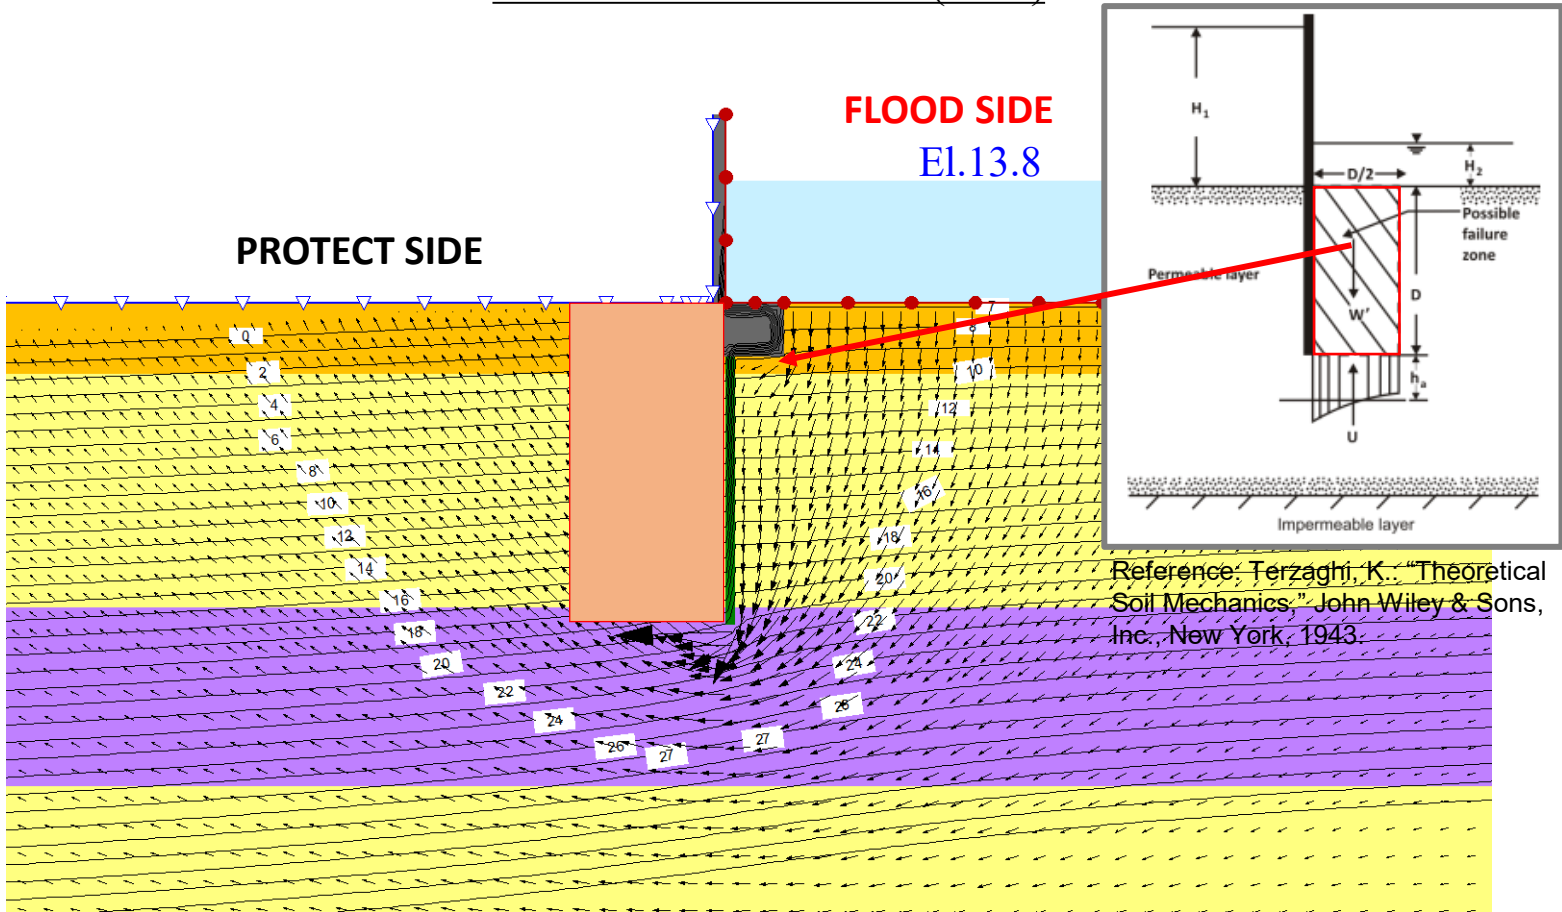 FLOOD SIDE
El.13.8
PROTECT SIDE
H1
H2
D/2
Possible
failure
zone
Permeable layer
D
W'
ha
U
Impermeable layer
Reference: Terzaghi, K.: “Theoretical
Soil Mechanics,” John Wiley & Sons,
Inc., New York, 1943.
0
2
4
6
8
10
12
14
16
18
20
22
24
26
27
7
8
10
12
14
16
18
20
22
24
27